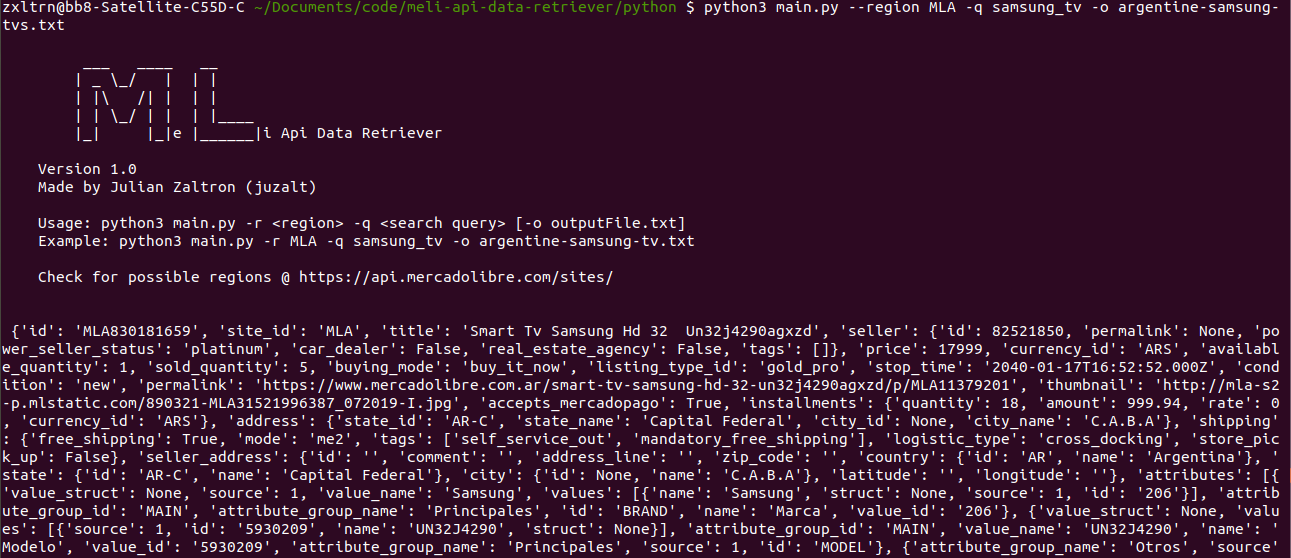 zxltrn@bb8-Satellite-C55D-C ~/Documents/code/meli-api-data-retriever/python $ python3 main.py --region MLA -q samsung_tv -o argentine-samsung-
tvs.txt
         ___   ____   __
        | _ \_/   |  | |
        | |\   /| |  | |
        | | \_/ | |  | |____
        |_|     |_|e |______|i Api Data Retriever
    Version 1.0
    Made by Julian Zaltron (juzalt)
    Usage: python3 main.py -r <region> -q <search query> [-o outputFile.txt]
    Example: python3 main.py -r MLA -q samsung_tv -o argentine-samsung-tv.txt
    Check for possible regions @ https://api.mercadolibre.com/sites/
 {'id': 'MLA830181659', 'site_id': 'MLA', 'title': 'Smart Tv Samsung Hd 32  Un32j4290agxzd', 'seller': {'id': 82521850, 'permalink': None, 'po
wer_seller_status': 'platinum', 'car_dealer': False, 'real_estate_agency': False, 'tags': []}, 'price': 17999, 'currency_id': 'ARS', 'availabl
e_quantity': 1, 'sold_quantity': 5, 'buying_mode': 'buy_it_now', 'listing_type_id': 'gold_pro', 'stop_time': '2040-01-17T16:52:52.000Z', 'cond
ition': 'new', 'permalink': 'https://www.mercadolibre.com.ar/smart-tv-samsung-hd-32-un32j4290agxzd/p/MLA11379201', 'thumbnail': 'http://mla-s2
-p.mlstatic.com/890321-MLA31521996387_072019-I.jpg', 'accepts_mercadopago': True, 'installments': {'quantity': 18, 'amount': 999.94, 'rate': 0
, 'currency_id': 'ARS'}, 'address': {'state_id': 'AR-C', 'state_name': 'Capital Federal', 'city_id': None, 'city_name': 'C.A.B.A'}, 'shipping'
: {'free_shipping': True, 'mode': 'me2', 'tags': ['self_service_out', 'mandatory_free_shipping'], 'logistic_type': 'cross_docking', 'store_pic
k_up': False}, 'seller_address': {'id': '', 'comment': '', 'address_line': '', 'zip_code': '', 'country': {'id': 'AR', 'name': 'Argentina'}, '
state': {'id': 'AR-C', 'name': 'Capital Federal'}, 'city': {'id': None, 'name': 'C.A.B.A'}, 'latitude': '', 'longitude': ''}, 'attributes': [{
'value_struct': None, 'source': 1, 'value_name': 'Samsung', 'values': [{'name': 'Samsung', 'struct': None, 'source': 1, 'id': '206'}], 'attrib
ute_group_id': 'MAIN', 'attribute_group_name': 'Principales', 'id': 'BRAND', 'name': 'Marca', 'value_id': '206'}, {'value_struct': None, 'valu
es': [{'source': 1, 'id': '5930209', 'name': 'UN32J4290', 'struct': None}], 'attribute_group_id': 'MAIN', 'value_name': 'UN32J4290', 'name': '
Modelo', 'value_id': '5930209', 'attribute_group_name': 'Principales', 'source': 1, 'id': 'MODEL'}, {'attribute_group_name': 'Otros', 'source'